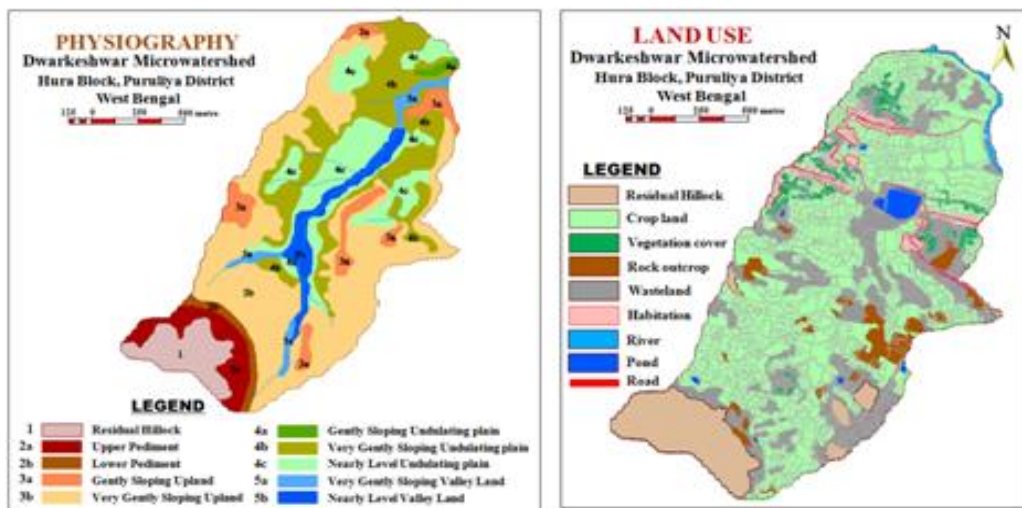 PHYSIOGRAPHY
Dwarkeshwar Microwatershed
Hura Block, Puruliya District
West Bengal
LEGEND
1 Residual Hillock
2a Upper Pediment
2b Lower Pediment
3a Gently Sloping Upland
3b Very Gently Sloping Upland
4a Gently Sloping Undulating plain
4b Very Gently Sloping Undulating plain
4c Nearly Level Undulating plain
5a Very Gently Sloping Valley Land
5b Nearly Level Valley Land
LAND USE
Dwarkeshwar Microwatershed
Hura Block, Puruliya District
West Bengal
N
LEGEND
Residual Hillock
Crop land
Vegetation cover
Rock outcrop
Wasteland
Habitation
River
Pond
Road